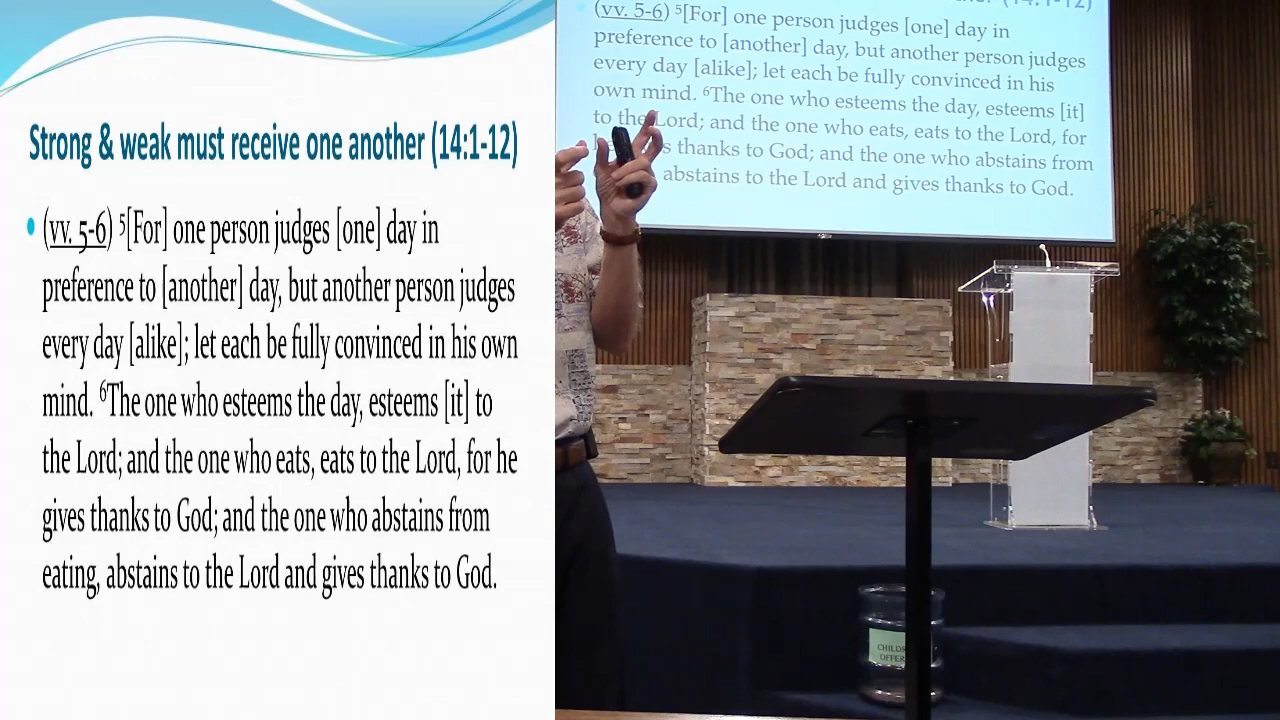 Strong & weak must receive one another (14:1-12)
• (vv. 5-6) ⁵[For] one person judges [one] day in
preference to [another] day, but another person judges
every day [alike]; let each be fully convinced in his own
mind. ⁶The one who esteems the day, esteems [it] to
the Lord; and the one who eats, eats to the Lord, for he
gives thanks to God; and the one who abstains from
eating, abstains to the Lord and gives thanks to God.
(14:1-12)
(vv. 5-6) ⁵[For] one person judges [one] day in
preference to [another] day, but another person judges
every day [alike]; let each be fully convinced in his
own mind. ⁶The one who esteems the day, esteems [it]
to the Lord; and the one who eats, eats to the Lord, for
thanks to God; and the one who abstains from
abstains to the Lord and gives thanks to God.